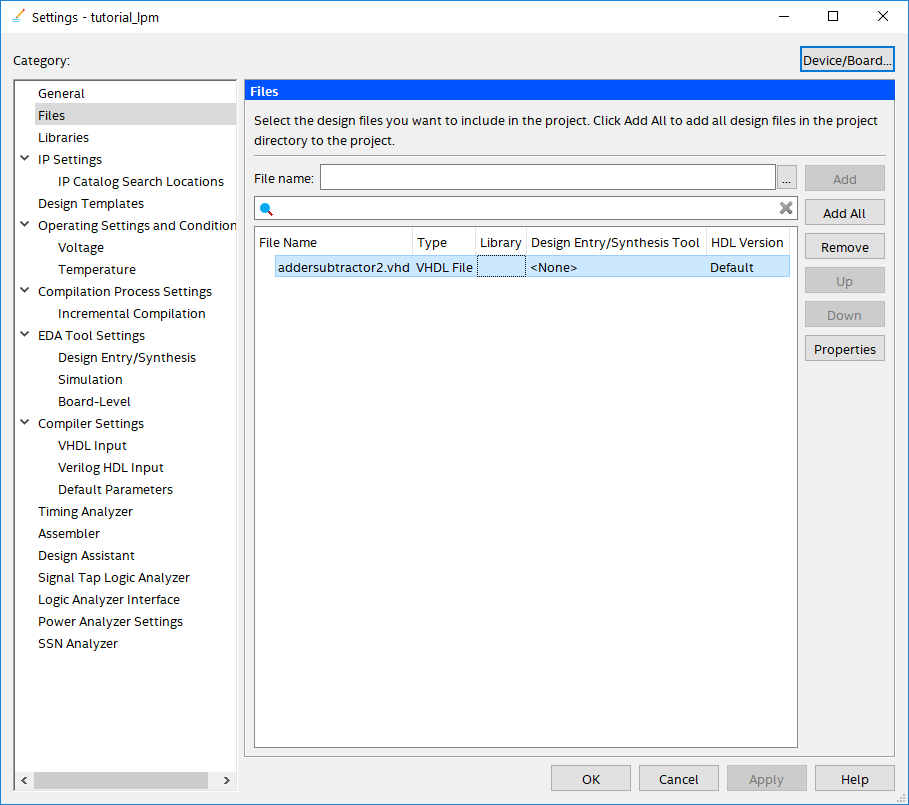 Settings - tutorial_lpm
Category:
Device/Board...
General
Files
Libraries
IP Settings
IP Catalog Search Locations
Design Templates
Operating Settings and Condition
Voltage
Temperature
Compilation Process Settings
Incremental Compilation
EDA Tool Settings
Design Entry/Synthesis
Simulation
Board-Level
Compiler Settings
VHDL Input
Verilog HDL Input
Default Parameters
Timing Analyzer
Assembler
Design Assistant
Signal Tap Logic Analyzer
Logic Analyzer Interface
Power Analyzer Settings
SSN Analyzer
Files
Select the design files you want to include in the project. Click Add All to add all design files in the project
directory to the project.
File name:
...
Add
Add All
File Name Type Library Design Entry/Synthesis Tool HDL Version
addersubtractor2.vhd VHDL File <None> Default
Remove
Up
Down
Properties
OK
Cancel
Apply
Help